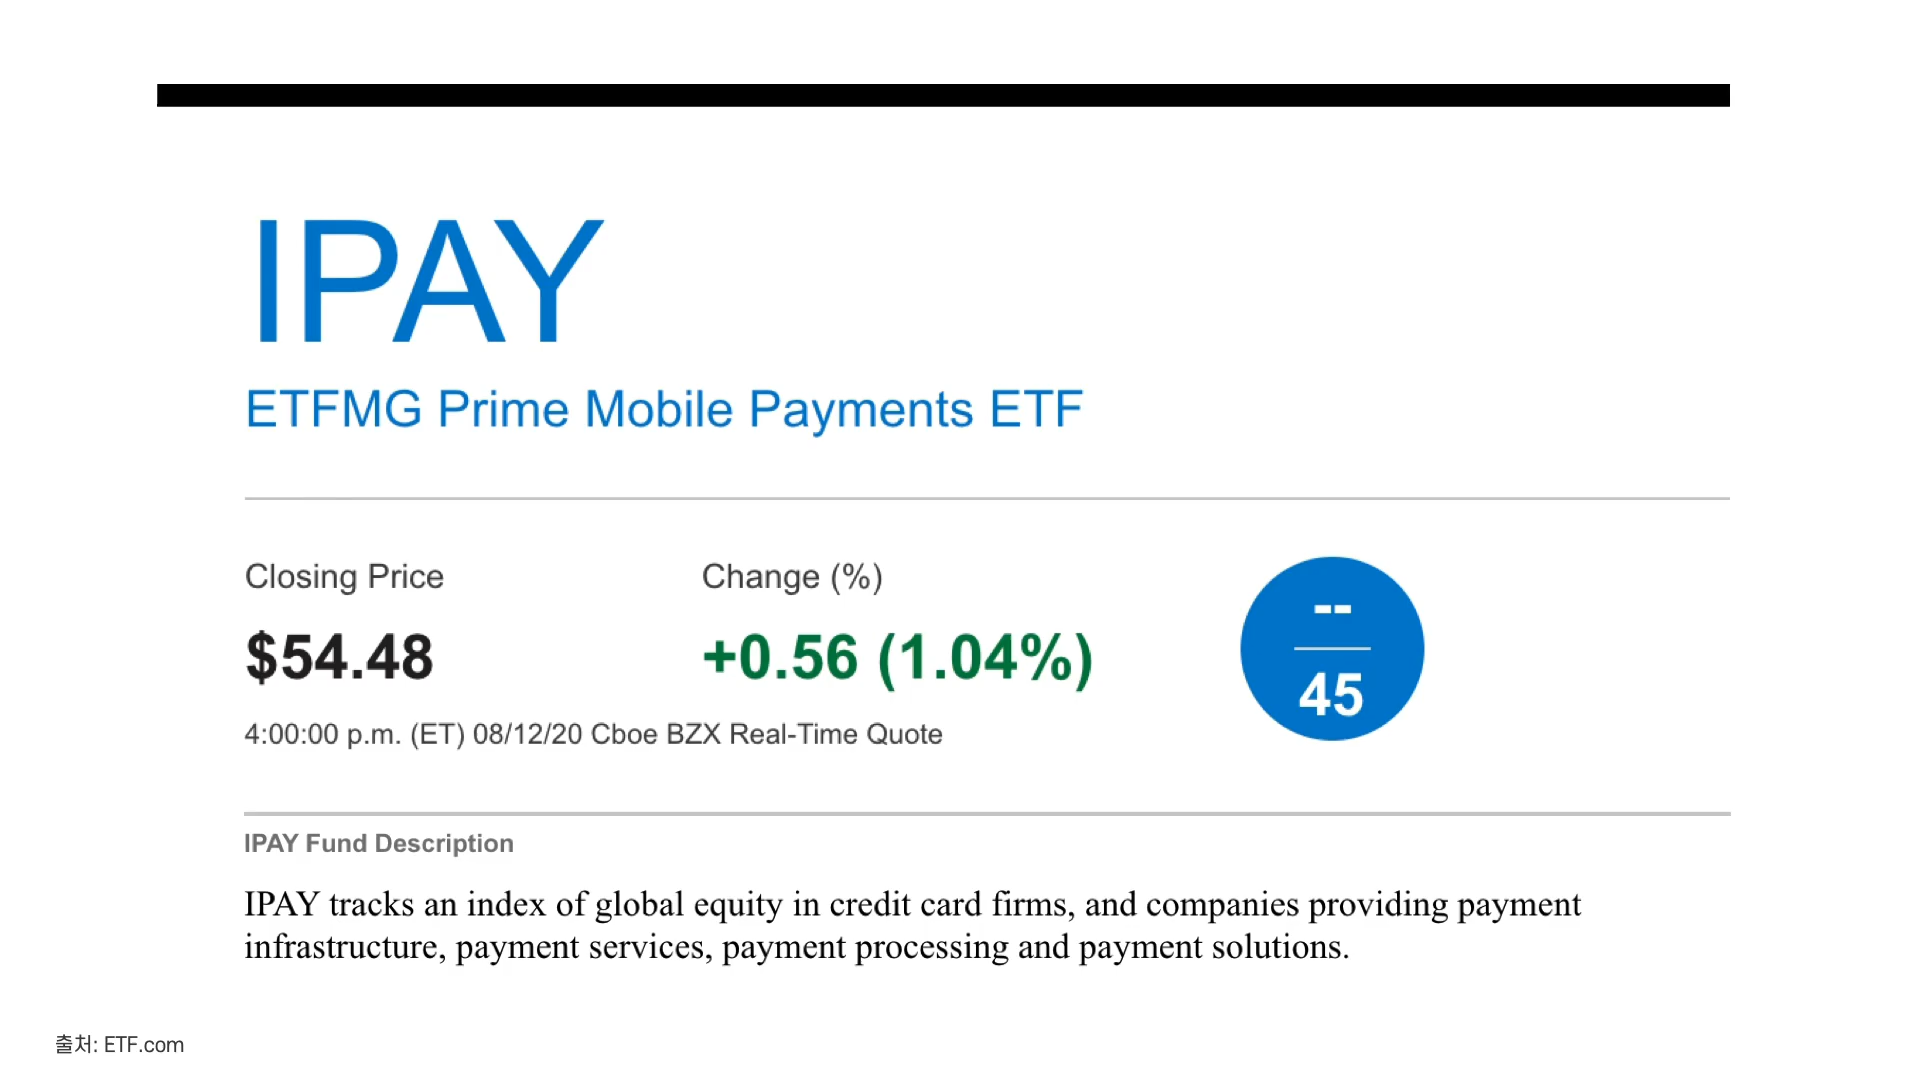 IPAY
ETFMG Prime Mobile Payments ETF
Closing Price
Change (%)
$54.48
+0.56 (1.04%)
4:00:00 p.m. (ET) 08/12/20 Cboe BZX Real-Time Quote
--
45
IPAY Fund Description
IPAY tracks an index of global equity in credit card firms, and companies providing payment
infrastructure, payment services, payment processing and payment solutions.
출처: ETF.com